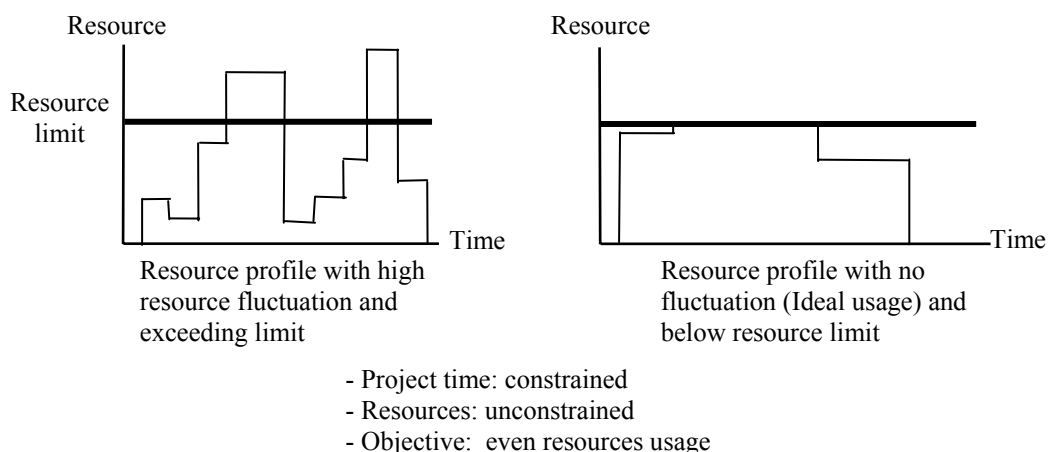 Resource
Resource
limit
Time
Resource profile with high
resource fluctuation and
exceeding limit
Resource
Time
Resource profile with no
fluctuation (Ideal usage) and
below resource limit
- Project time: constrained
- Resources: unconstrained
- Objective:  even resources usage